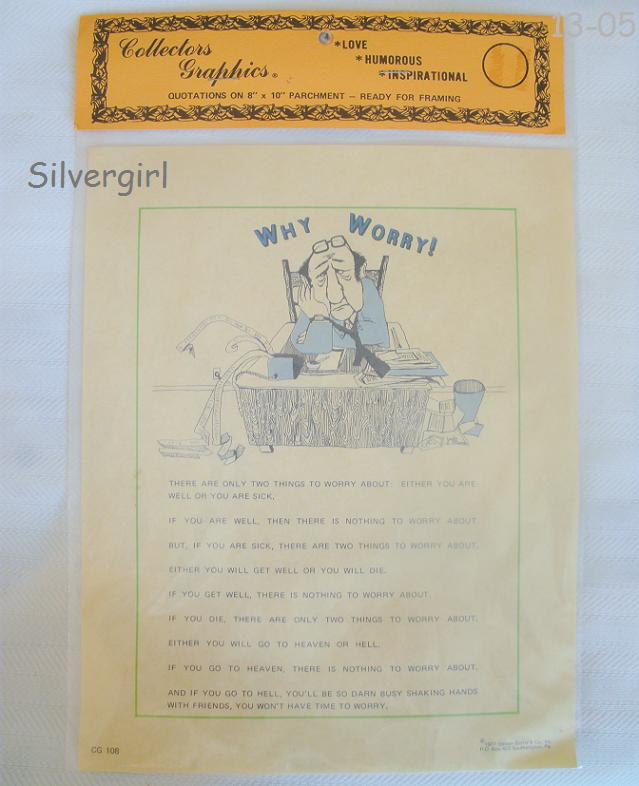 13-05
Collectors
Graphics®
*LOVE
*HUMOROUS
*INSPIRATIONAL
QUOTATIONS ON 8" x 10" PARCHMENT — READY FOR FRAMING
Silvergirl
WHY WORRY!
THERE ARE ONLY TWO THINGS TO WORRY ABOUT: EITHER YOU ARE
WELL OR YOU ARE SICK.
IF YOU ARE WELL, THEN THERE IS NOTHING TO WORRY ABOUT.
BUT, IF YOU ARE SICK, THERE ARE TWO THINGS TO WORRY ABOUT.
EITHER YOU WILL GET WELL OR YOU WILL DIE.
IF YOU GET WELL, THERE IS NOTHING TO WORRY ABOUT.
IF YOU DIE, THERE ARE ONLY TWO THINGS TO WORRY ABOUT.
EITHER YOU WILL GO TO HEAVEN OR HELL.
IF YOU GO TO HEAVEN, THERE IS NOTHING TO WORRY ABOUT.
AND IF YOU GO TO HELL, YOU'LL BE SO DARN BUSY SHAKING HANDS
WITH FRIENDS, YOU WON'T HAVE TIME TO WORRY.
CG 108
P.O. Box